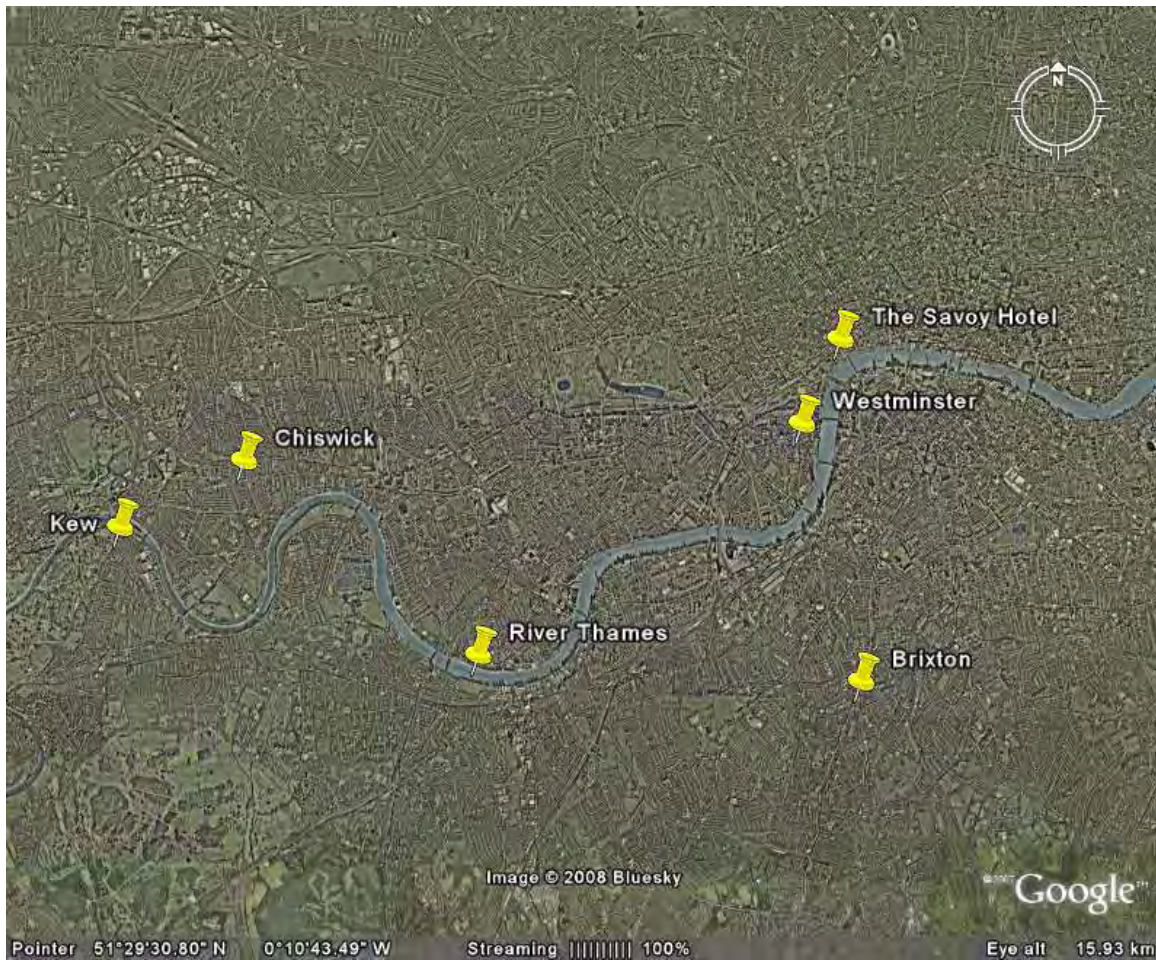 N
The Savoy Hotel
Westminster
Chiswick
Kew
River Thames
Brixton
Image © 2008 Bluesky
©2007 Google™
Pointer 51°29'30.80" N 0°10'43.49" W Streaming |||||||||| 100% Eye alt 15.93 km